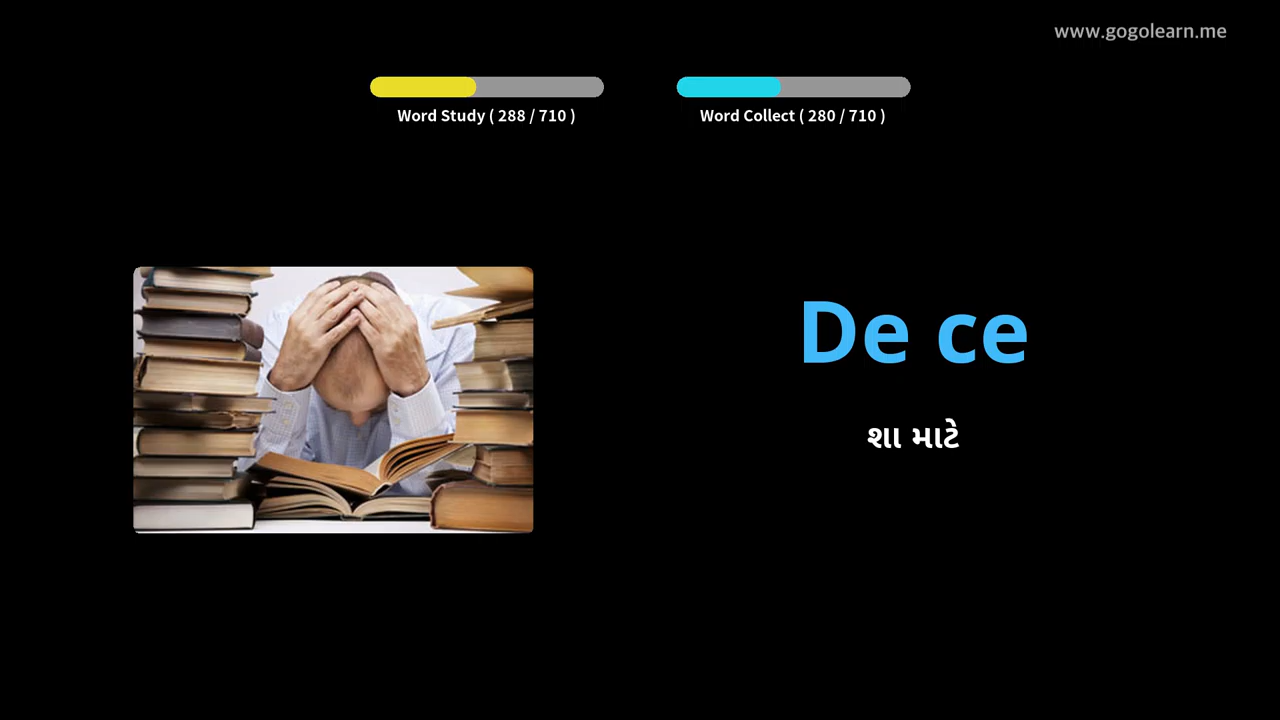 www.gogolearn.me
Word Study ( 288 / 710 )
Word Collect ( 280 / 710 )
De ce
શા માટે